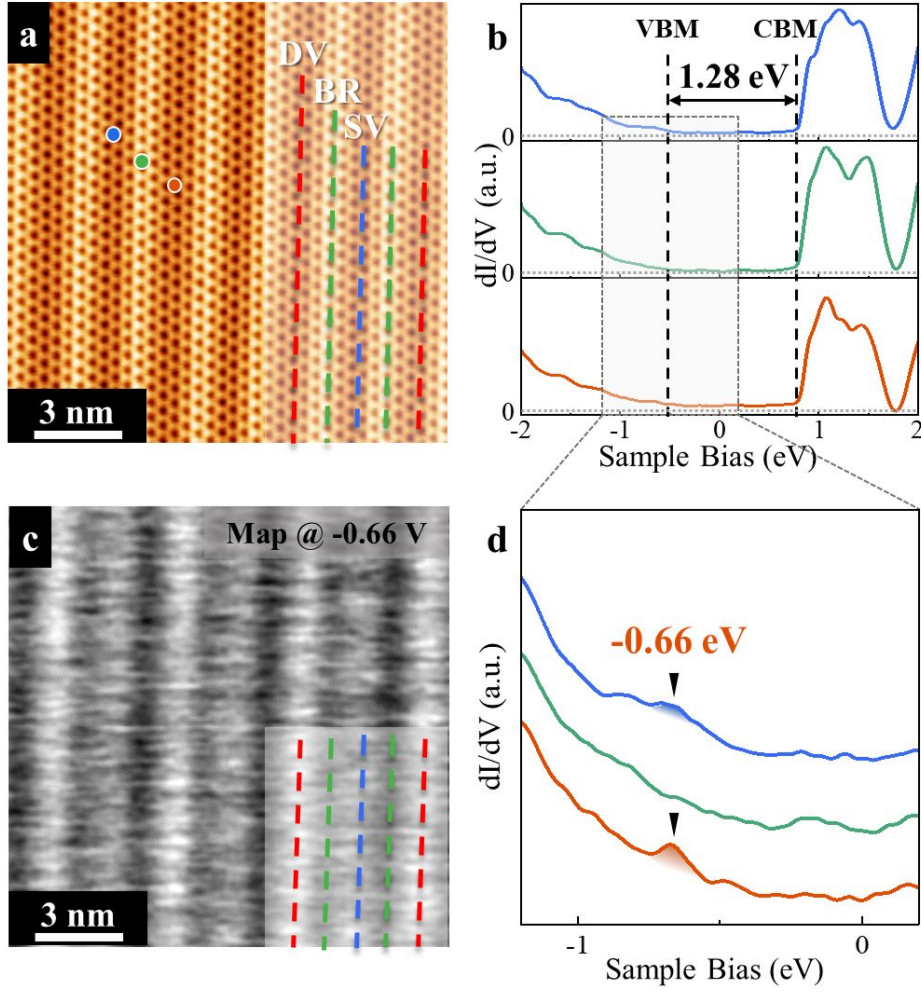 a
DV
BR
SV
3 nm
b
VBM
CBM
1.28 eV
0
0
0
dI/dV (a.u.)
-2
-1
0
1
2
Sample Bias (eV)
c
Map @ -0.66 V
3 nm
d
-0.66 eV
dI/dV (a.u.)
-1
0
Sample Bias (eV)